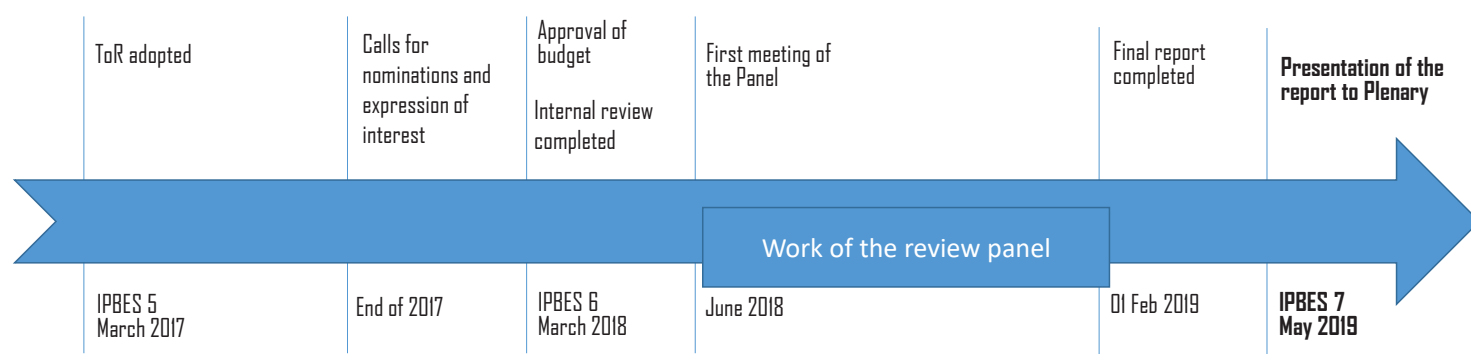 ToR adopted
Calls for
nominations and
expression of
interest
Approval of
budget
Internal review
completed
First meeting of
the Panel
Final report
completed
Presentation of the
report to Plenary
Work of the review panel
IPBES 5
March 2017
End of 2017
IPBES 6
March 2018
June 2018
01 Feb 2019
IPBES 7
May 2019